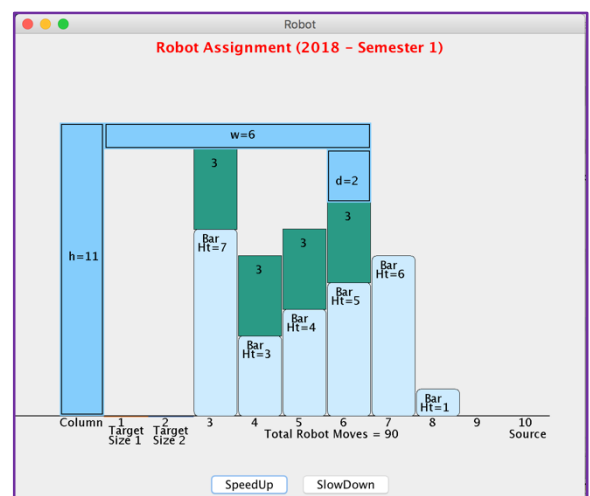 Robot
Robot Assignment (2018 - Semester 1)
w=6
3
d=2
3
Bar
Ht=7
3
h=11
3
Bar
Ht=6
Bar
Ht=5
Bar
Ht=4
Bar
Ht=3
Bar
Ht=1
Column 1 2 3 4 5 6 7 8 9 10
Target Target Total Robot Moves = 90 Source
Size 1 Size 2
SpeedUp SlowDown